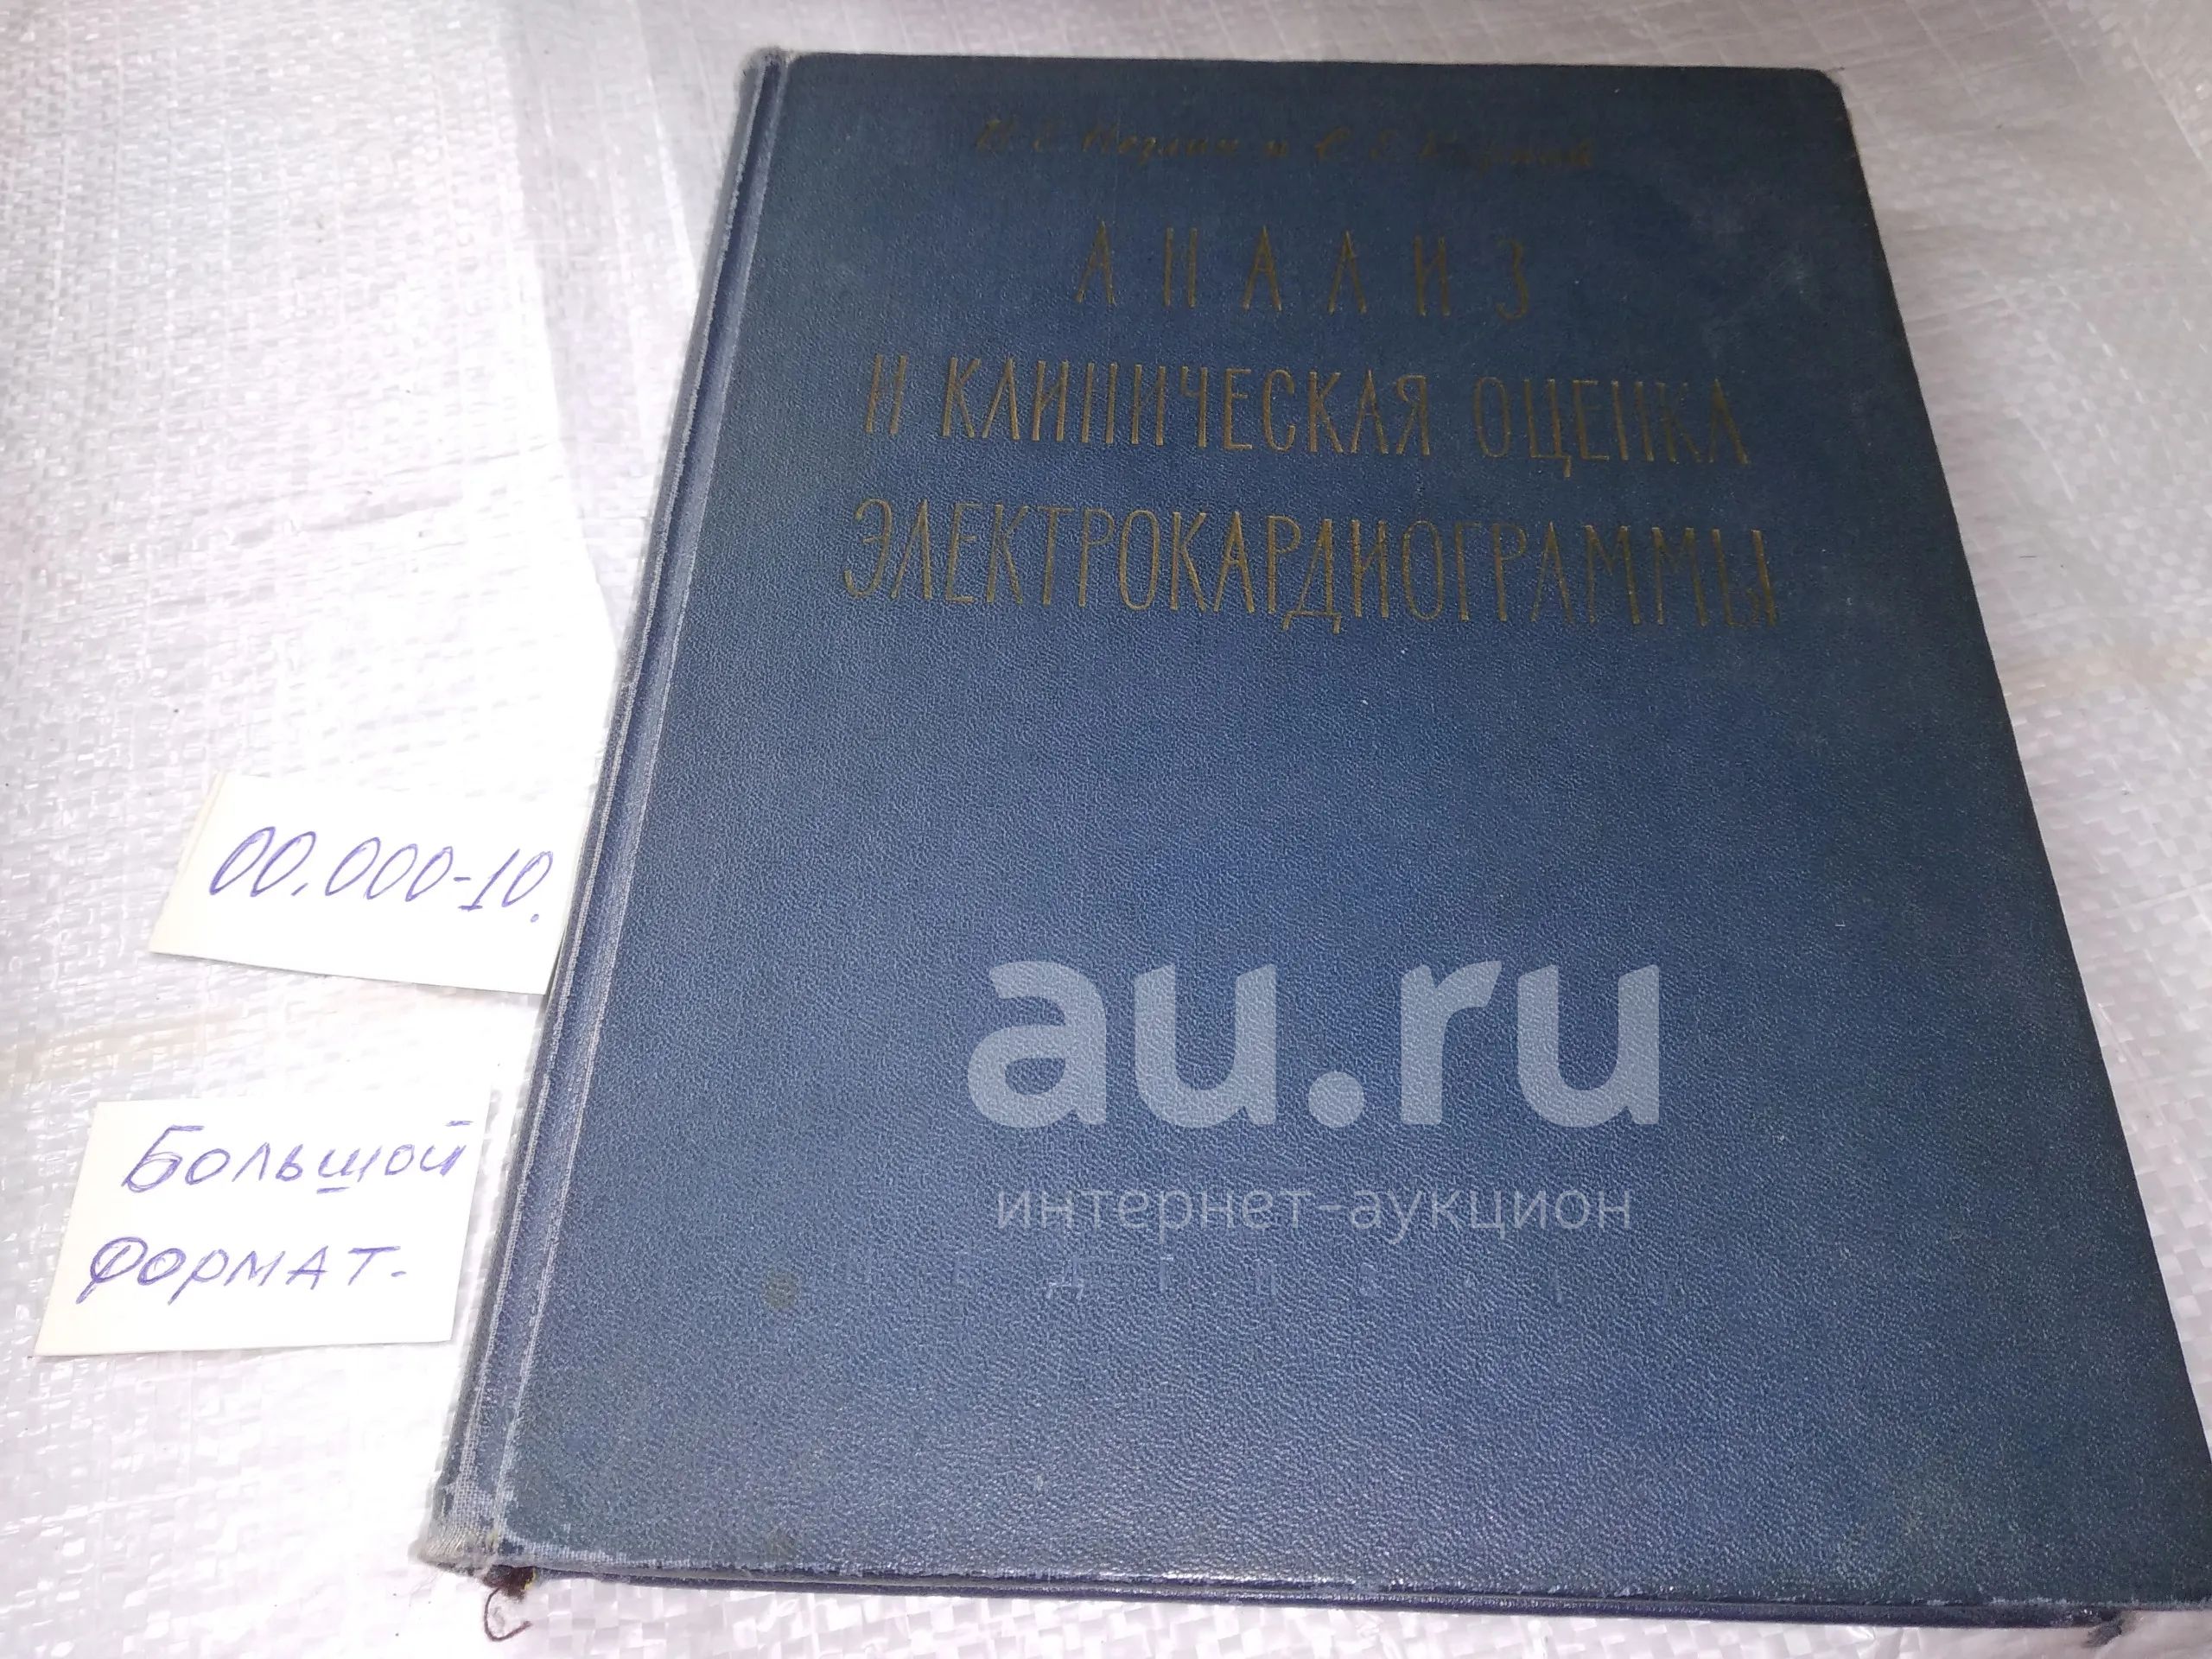 АНАЛИЗ
И КЛИНИЧЕСКАЯ ОЦЕНКА
ЭЛЕКТРОКАРДИОГРАММЫ
00.000-10.
Большой
формат-
au.ru
интернет-аукцион